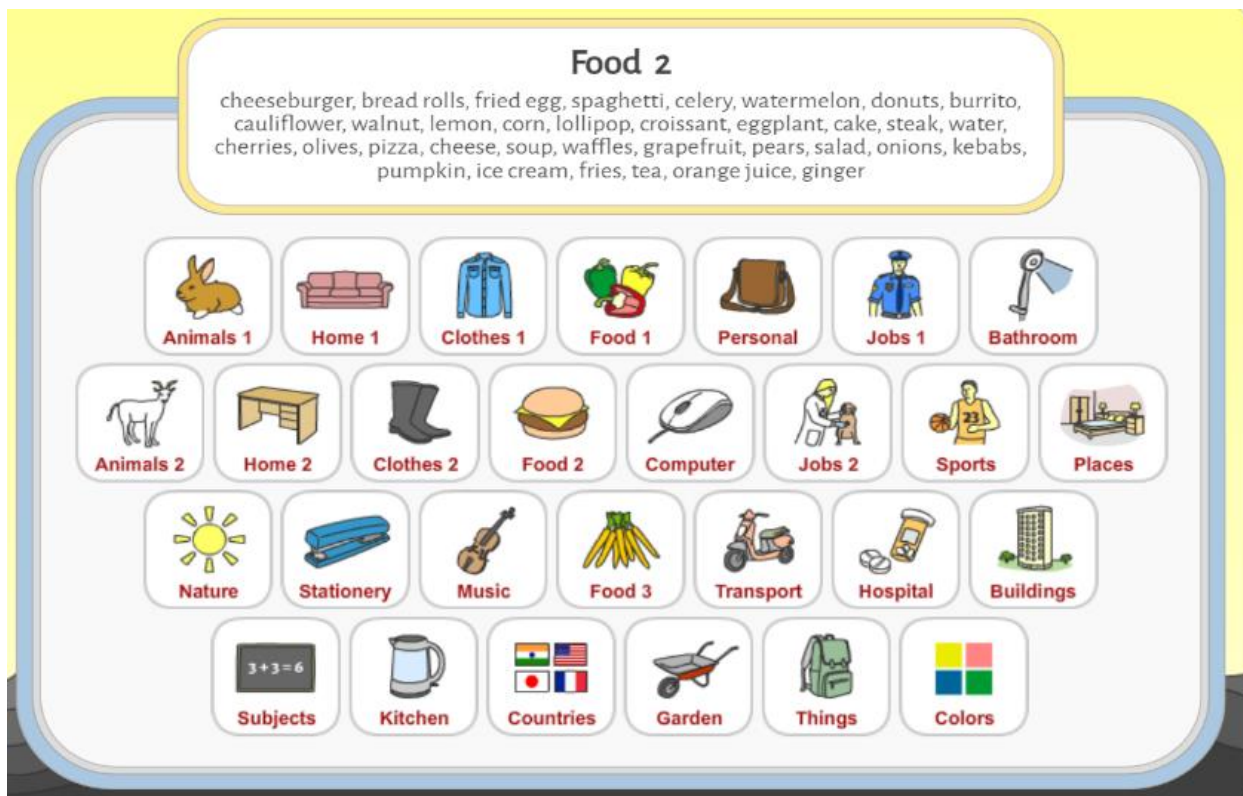 Food 2
cheeseburger, bread rolls, fried egg, spaghetti, celery, watermelon, donuts, burrito,
cauliflower, walnut, lemon, corn, lollipop, croissant, eggplant, cake, steak, water,
cherries, olives, pizza, cheese, soup, waffles, grapefruit, pears, salad, onions, kebabs,
pumpkin, ice cream, fries, tea, orange juice, ginger
Animals 1 Home 1 Clothes 1 Food 1 Personal Jobs 1 Bathroom
23
Animals 2 Home 2 Clothes 2 Food 2 Computer Jobs 2 Sports Places
Nature Stationery Music Food 3 Transport Hospital Buildings
3+3=6
Subjects Kitchen Countries Garden Things Colors